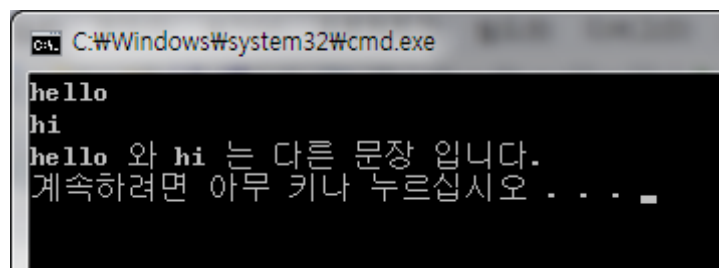 C:₩Windows₩system32₩cmd.exe
hello
hi
hello 와 hi 는 다른 문장 입니다.
계속하려면 아무 키나 누르십시오 . . .